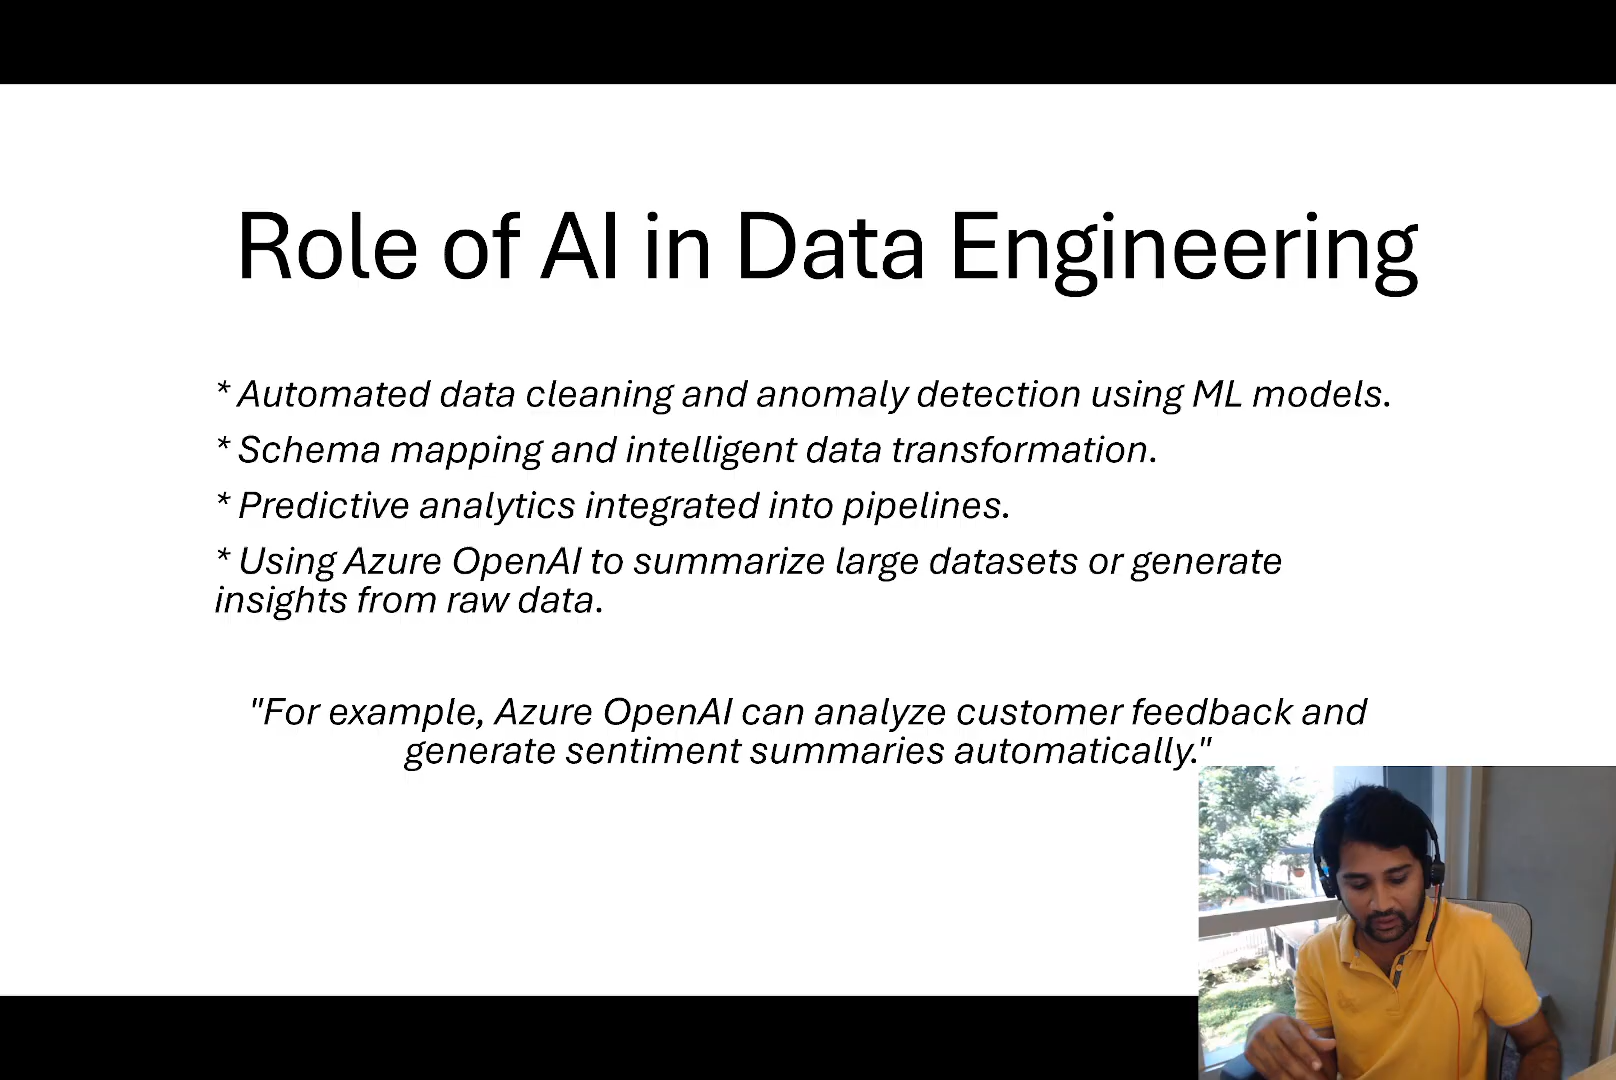 Role of AI in Data Engineering
* Automated data cleaning and anomaly detection using ML models.
* Schema mapping and intelligent data transformation.
* Predictive analytics integrated into pipelines.
* Using Azure OpenAI to summarize large datasets or generate
insights from raw data.
"For example, Azure OpenAI can analyze customer feedback and
generate sentiment summaries automatically."